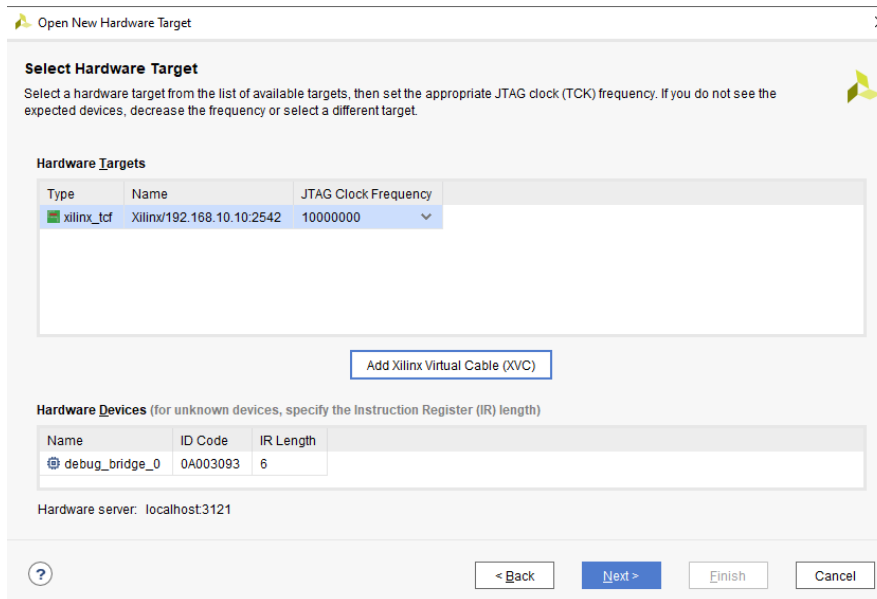 Open New Hardware Target
Select Hardware Target
Select a hardware target from the list of available targets, then set the appropriate JTAG clock (TCK) frequency. If you do not see the
expected devices, decrease the frequency or select a different target.
Hardware Targets
Type Name JTAG Clock Frequency
xilinx_tcf Xilinx/192.168.10.10:2542 10000000
Add Xilinx Virtual Cable (XVC)
Hardware Devices (for unknown devices, specify the Instruction Register (IR) length)
Name ID Code IR Length
debug_bridge_0 0A003093 6
Hardware server: localhost:3121
? < Back Next > Finish Cancel